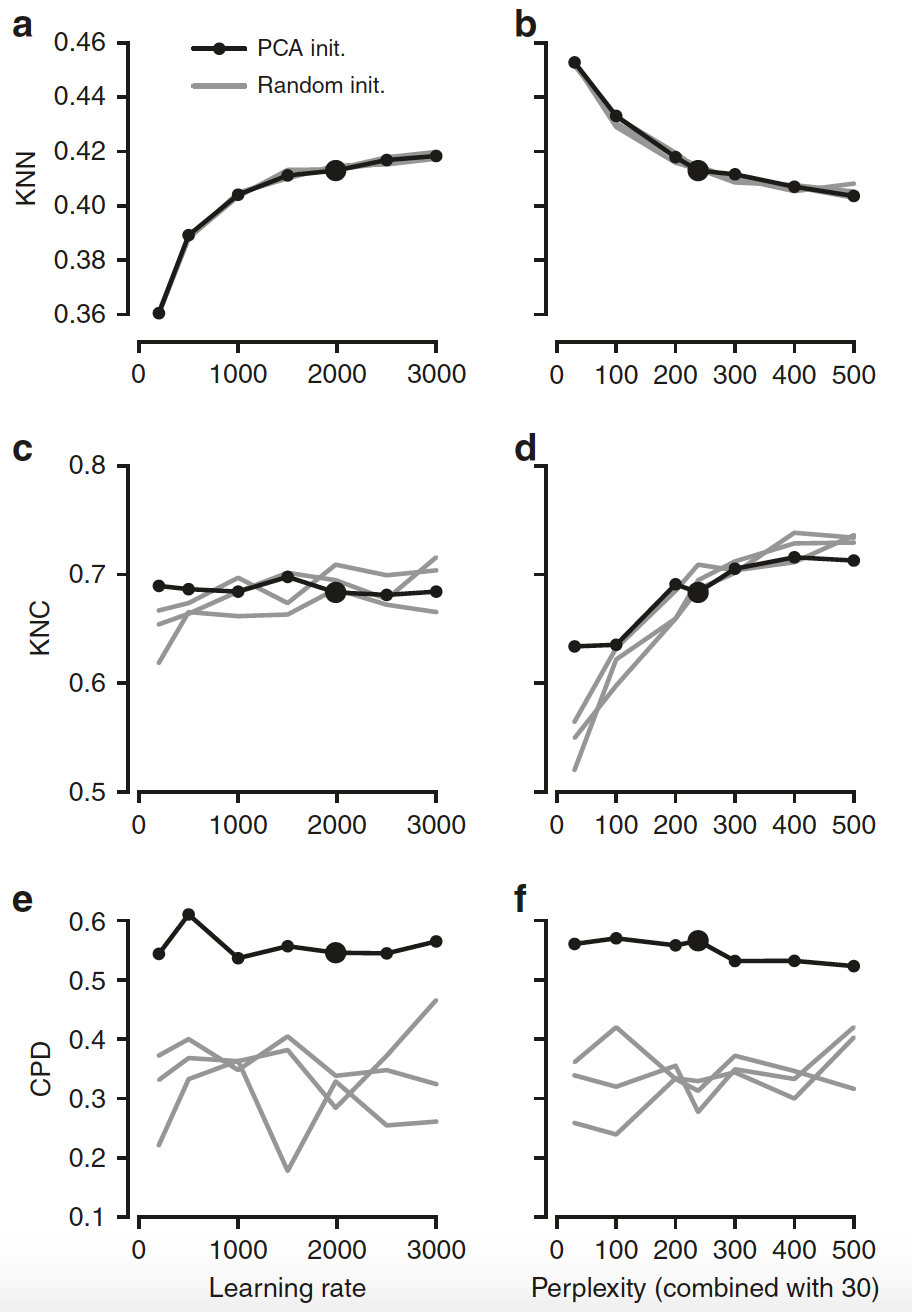 a
PCA init.
Random init.
KNN
0.46
0.44
0.42
0.40
0.38
0.36
0 1000 2000 3000
b
0 100 200 300 400 500
c
KNC
0.8
0.7
0.6
0.5
0 1000 2000 3000
d
0 100 200 300 400 500
e
CPD
0.6
0.5
0.4
0.3
0.2
0.1
0 1000 2000 3000
Learning rate
f
0 100 200 300 400 500
Perplexity (combined with 30)